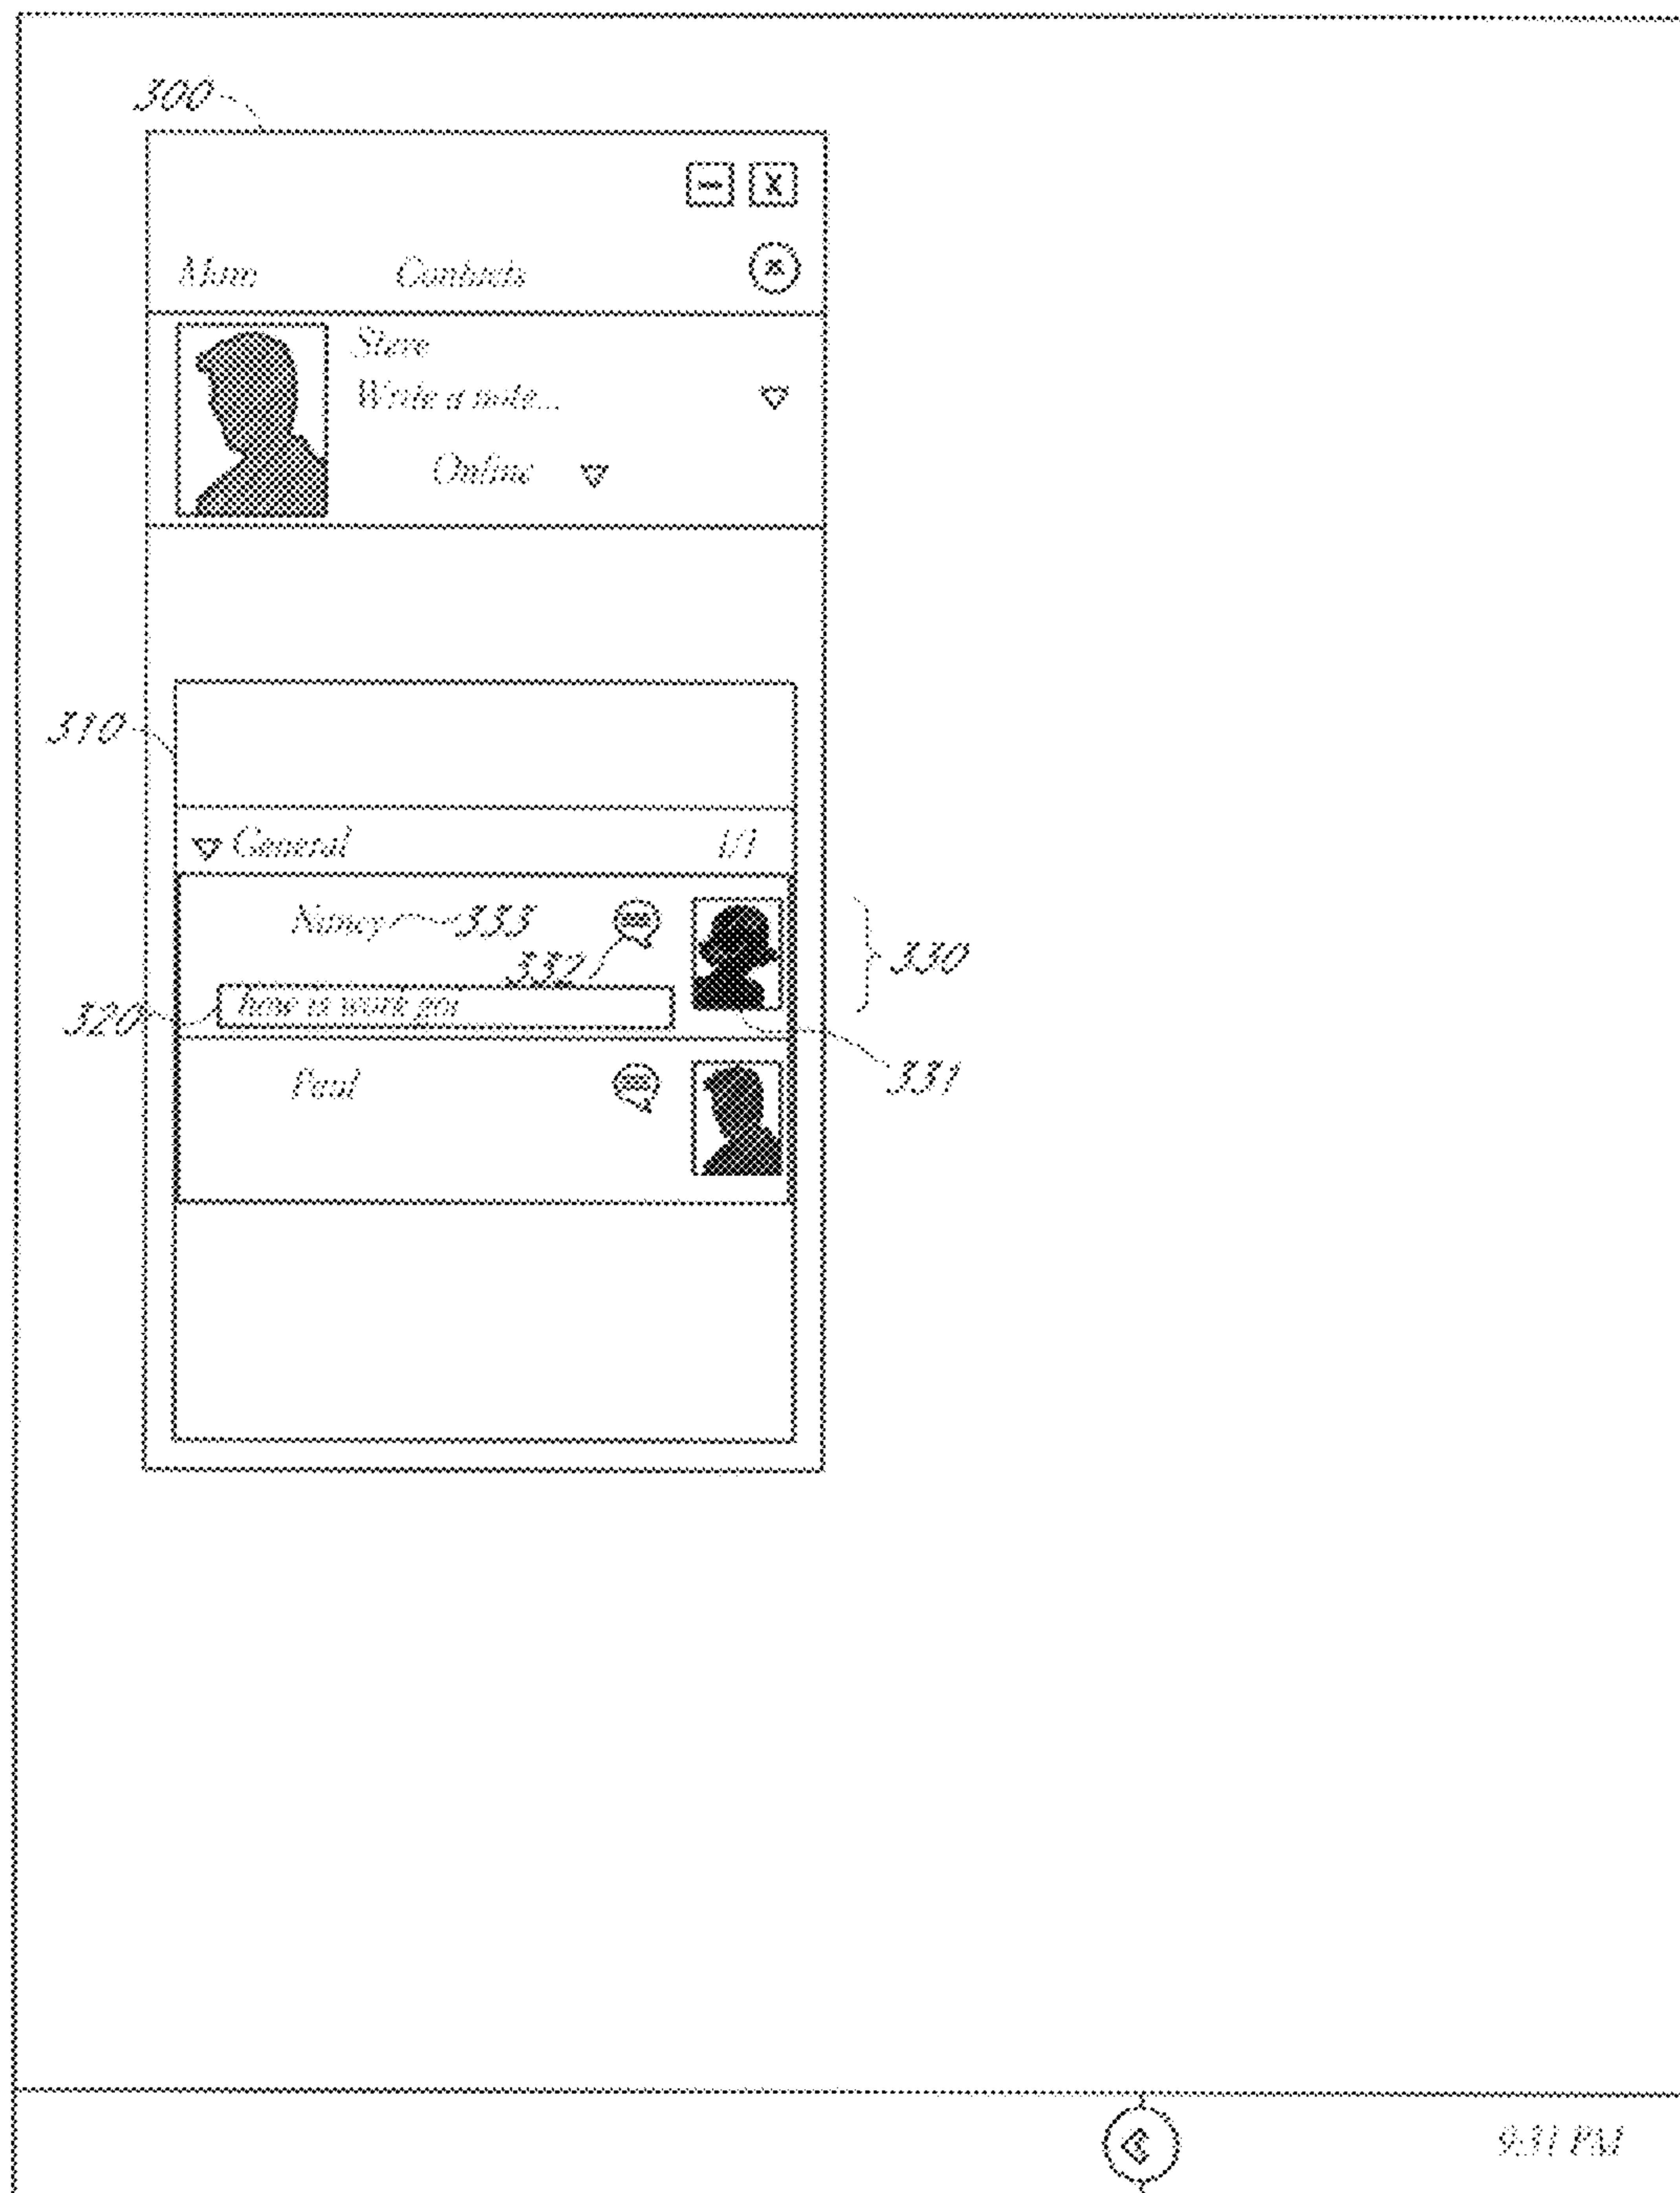 300
X
Main Contacts
Steve
Write a note...
Online
310
General 1/1
Nancy 333
332
330
320
how is work goi
331
Paul
9:31 PM